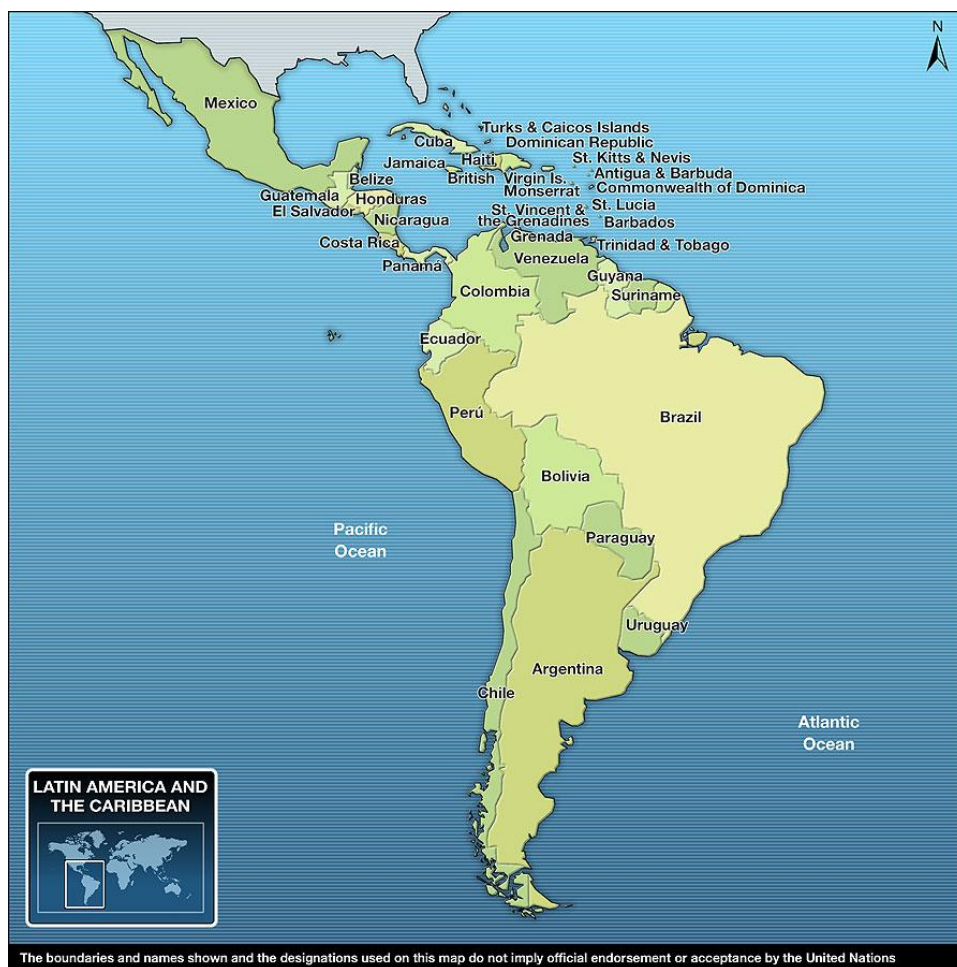 N
Mexico
Turks & Caicos Islands
Cuba
Dominican Republic
Jamaica
Haiti
St. Kitts & Nevis
Belize
British
Virgin Is.
Antigua & Barbuda
Guatemala
Honduras
Monserrat
Commonwealth of Dominica
El Salvador
St. Vincent &
St. Lucia
Nicaragua
the Grenadines
Barbados
Costa Rica
Grenada
Trinidad & Tobago
Panamá
Venezuela
Guyana
Colombia
Suriname
Ecuador
Perú
Brazil
Bolivia
Pacific
Ocean
Paraguay
Uruguay
Argentina
Chile
Atlantic
Ocean
LATIN AMERICA AND
THE CARIBBEAN
The boundaries and names shown and the designations used on this map do not imply official endorsement or acceptance by the United Nations